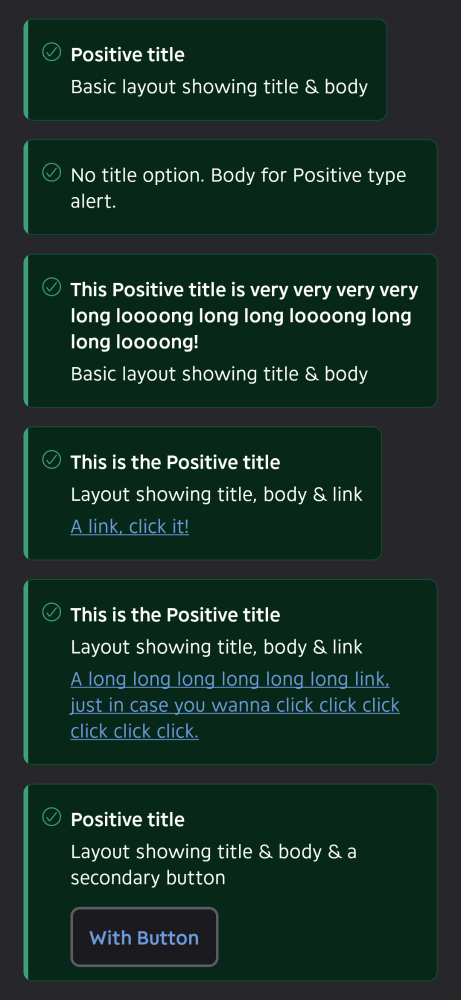 Positive title
Basic layout showing title & body
No title option. Body for Positive type
alert.
This Positive title is very very very very
long loooong long long loooong long
long loooong!
Basic layout showing title & body
This is the Positive title
Layout showing title, body & link
A link, click it!
This is the Positive title
Layout showing title, body & link
A long long long long long long link,
just in case you wanna click click click
click click click.
Positive title
Layout showing title & body & a
secondary button
With Button